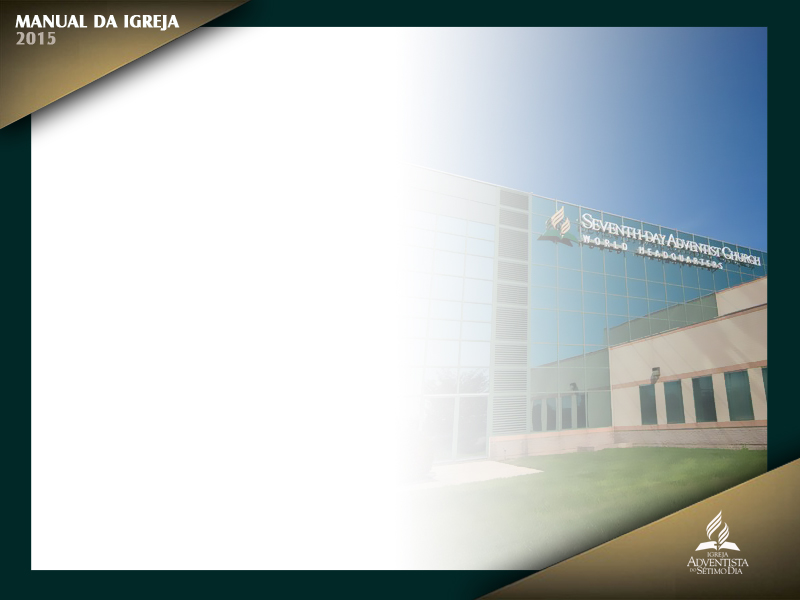 MANUAL DA IGREJA
2015
SEVENTH-DAY ADVENTIST CHURCH
WORLD HEADQUARTERS
IGREJA
ADVENTISTA
DO SÉTIMO DIA